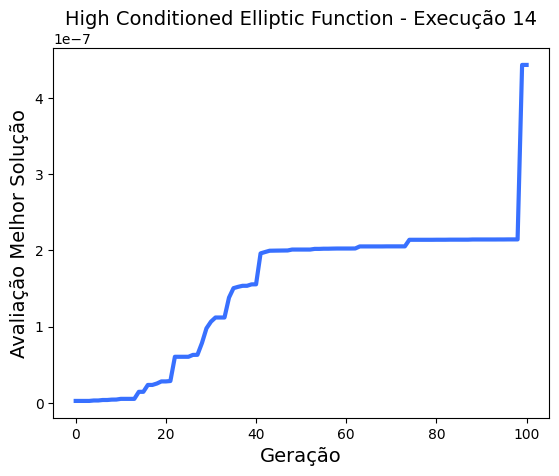 High Conditioned Elliptic Function - Execução 14
1e−7
Avaliação Melhor Solução
4
3
2
1
0
0 20 40 60 80 100
Geração